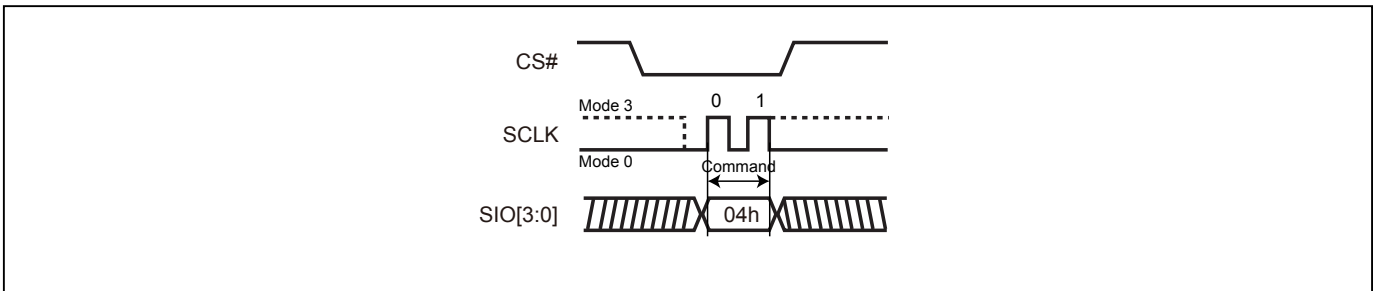 CS#
Mode 3 0 1
SCLK
Mode 0 Command
SIO[3:0] 04h